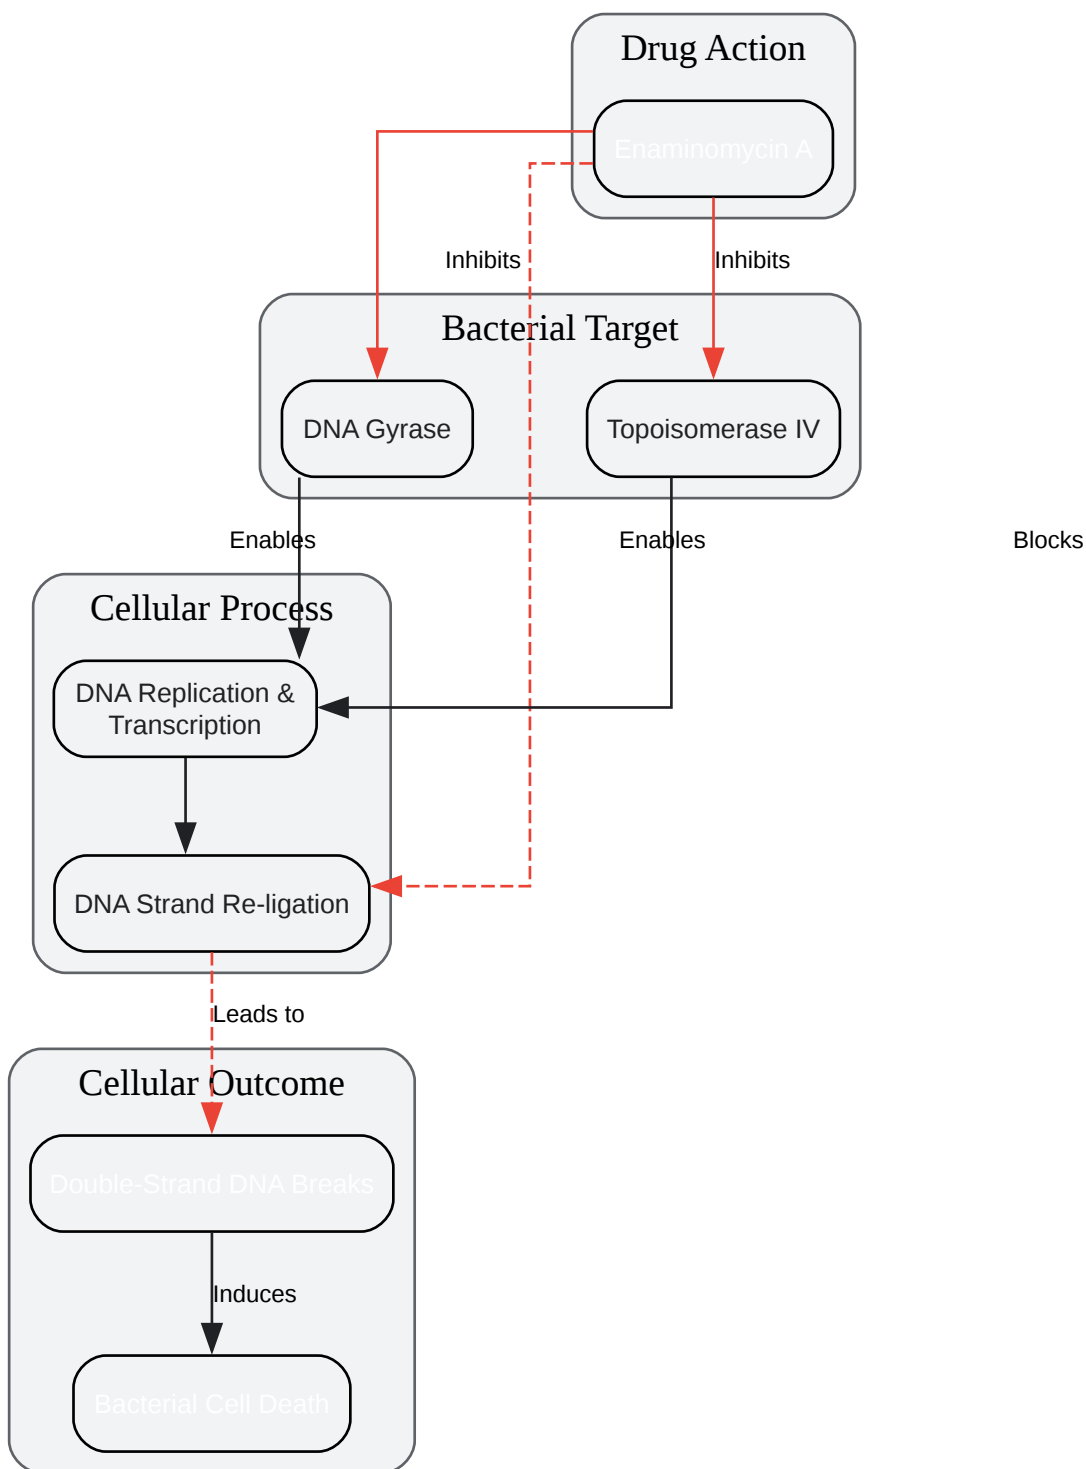 Drug Action
Enaminomycin A
Inhibits
Inhibits
Bacterial Target
DNA Gyrase
Topoisomerase IV
Enables
Enables
Blocks
Cellular Process
DNA Replication &
Transcription
DNA Strand Re-ligation
Leads to
Cellular Outcome
Double-Strand DNA Breaks
Induces
Bacterial Cell Death